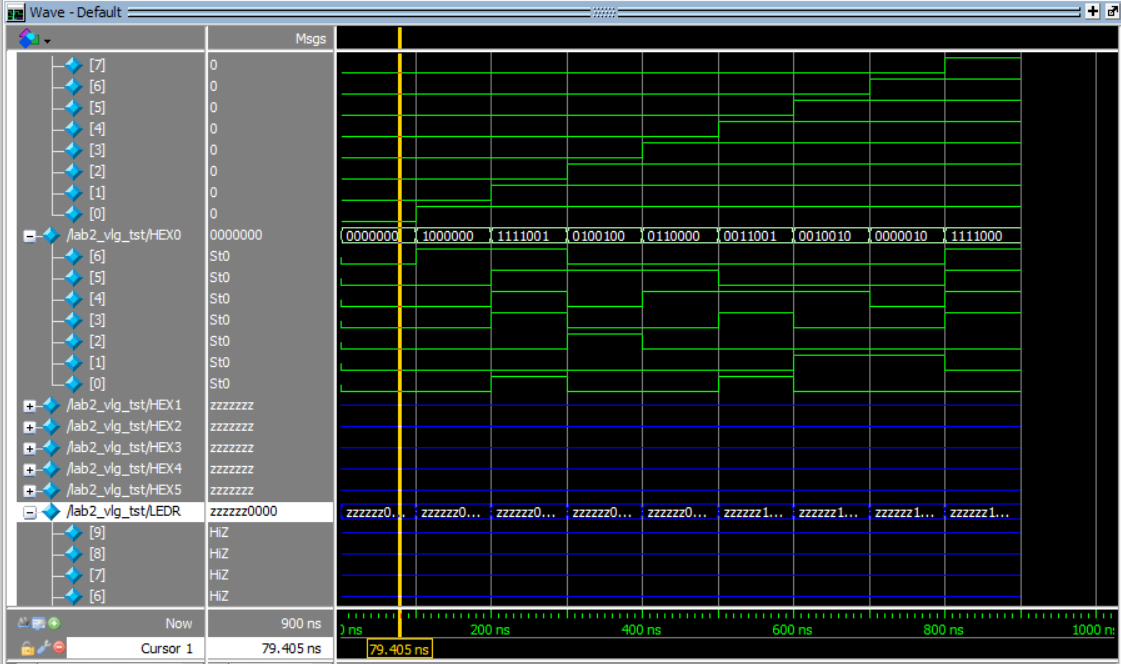 Wave - Default
Msgs
[7] 0
[6] 0
[5] 0
[4] 0
[3] 0
[2] 0
[1] 0
[0] 0
/lab2_vlg_tst/HEX0 0000000 0000000 1000000 1111001 0100100 0110000 0011001 0010010 0000010 1111000
[6] St0
[5] St0
[4] St0
[3] St0
[2] St0
[1] St0
[0] St0
/lab2_vlg_tst/HEX1 zzzzzzz
/lab2_vlg_tst/HEX2 zzzzzzz
/lab2_vlg_tst/HEX3 zzzzzzz
/lab2_vlg_tst/HEX4 zzzzzzz
/lab2_vlg_tst/HEX5 zzzzzzz
/lab2_vlg_tst/LEDR zzzzzz0000 zzzzzz0... zzzzzz0... zzzzzz0... zzzzzz0... zzzzzz0... zzzzzz1... zzzzzz1... zzzzzz1... zzzzzz1...
[9] HiZ
[8] HiZ
[7] HiZ
[6] HiZ
Now 900 ns ns 200 ns 400 ns 600 ns 800 ns 1000 ns
Cursor 1 79.405 ns 79.405 ns